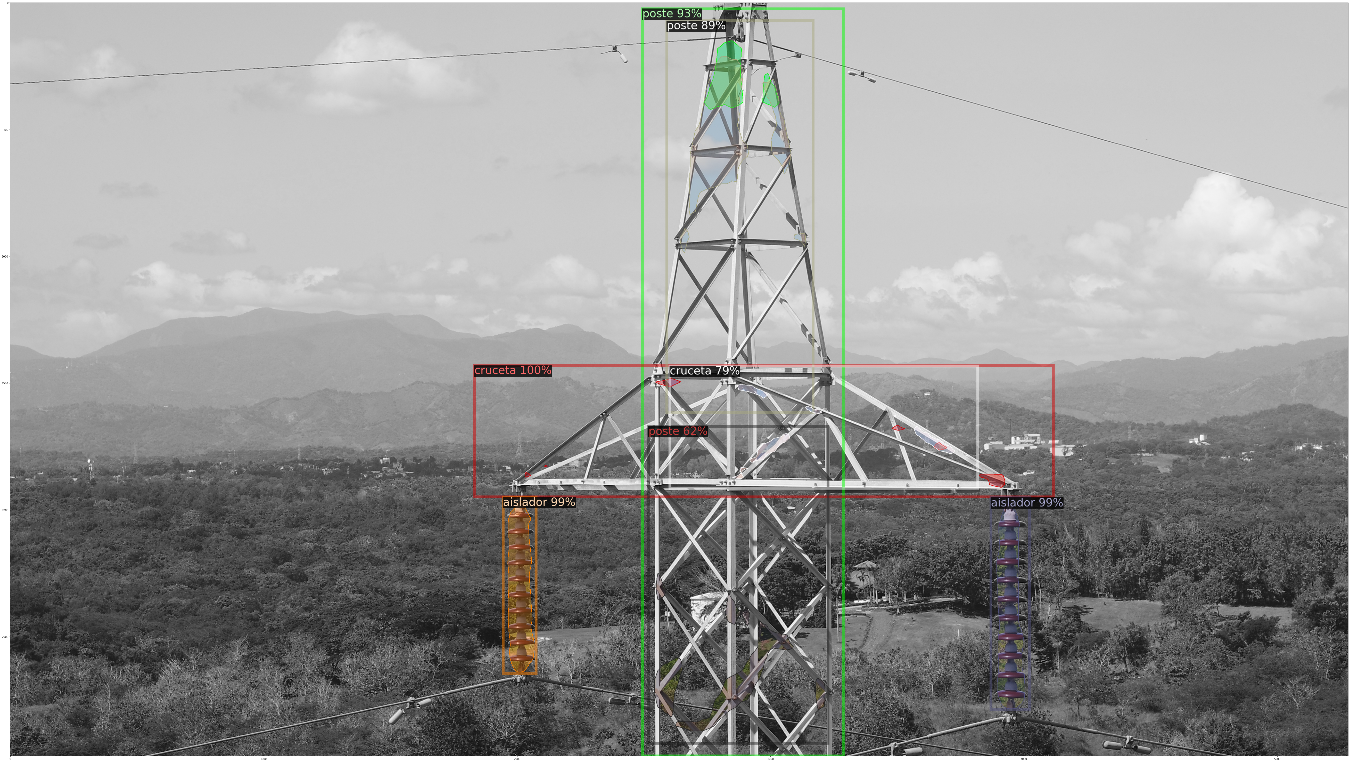 poste 93%
poste 89%
cruceta 100%
cruceta 79%
poste 62%
aislador 99%
aislador 99%